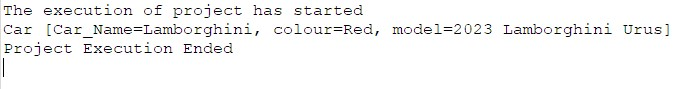 The execution of project has started
Car [Car_Name=Lamborghini, colour=Red, model=2023 Lamborghini Urus]
Project Execution Ended